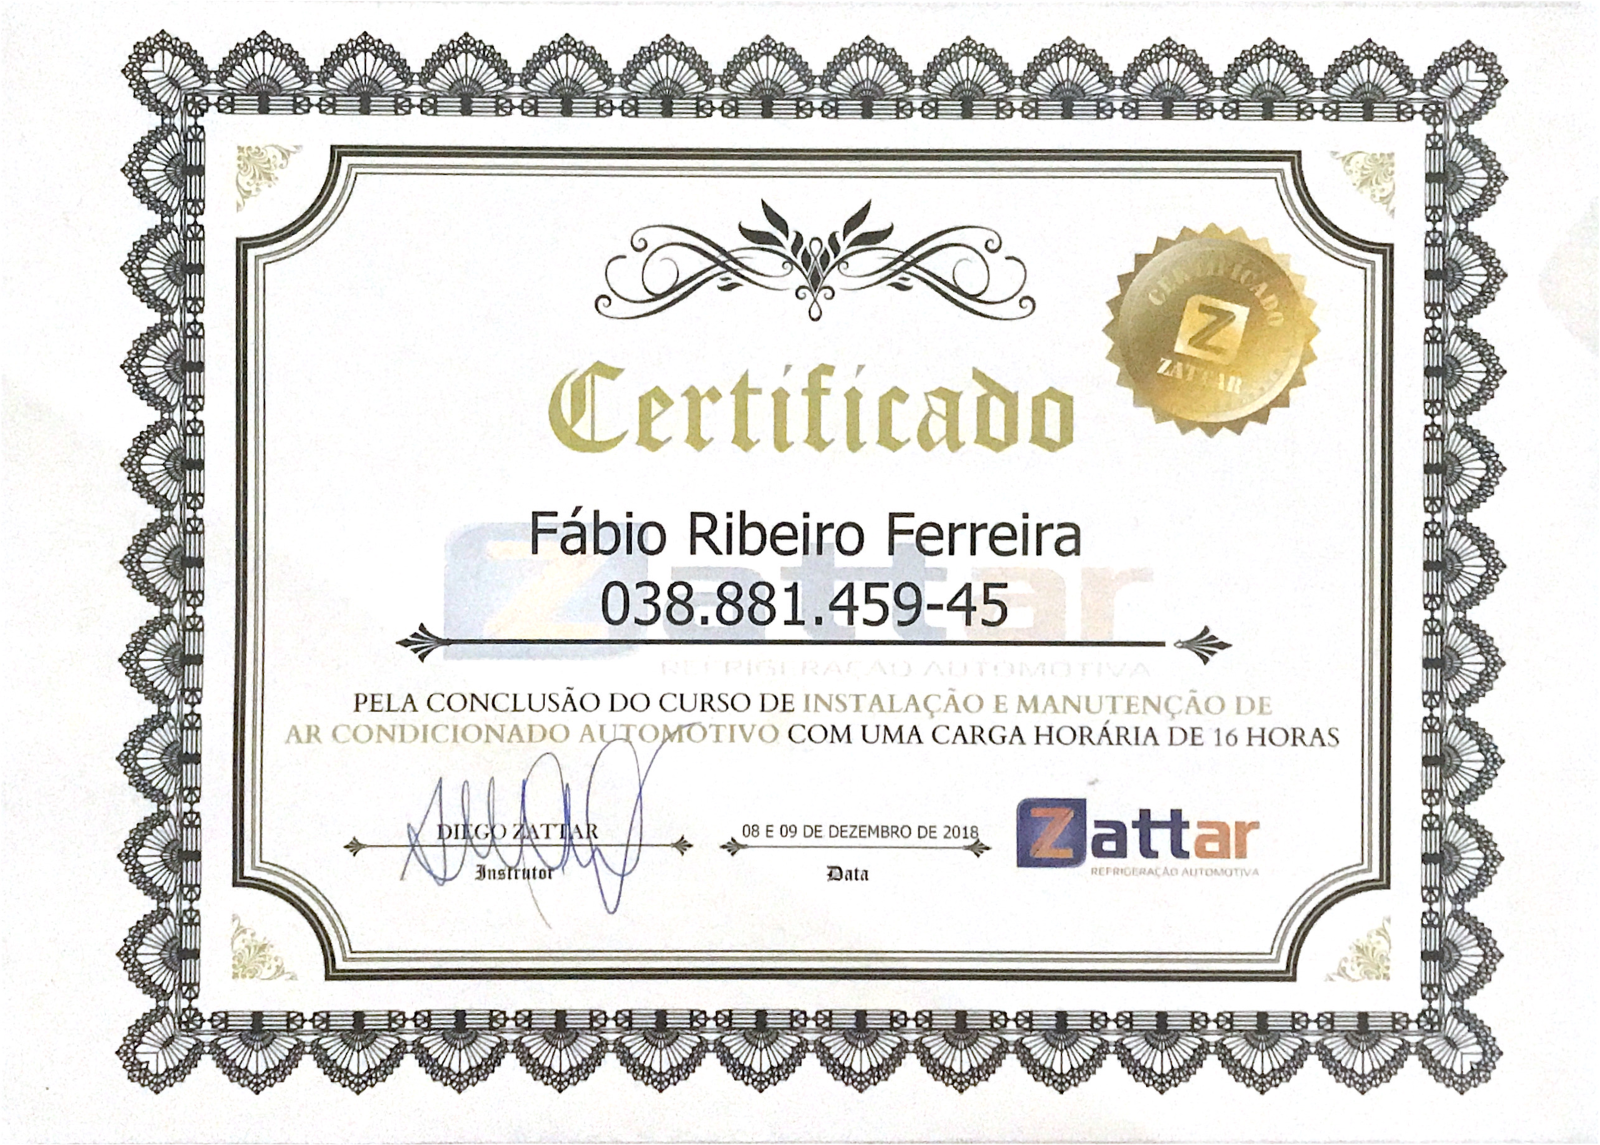 CERTIFICADO
Z
ZATTAR
Certificado
Fábio Ribeiro Ferreira
038.881.459-45
Zattar
REFRIGERAÇÃO AUTOMOTIVA
PELA CONCLUSÃO DO CURSO DE INSTALAÇÃO E MANUTENÇÃO DE
AR CONDICIONADO AUTOMOTIVO COM UMA CARGA HORÁRIA DE 16 HORAS
DIEGO ZATTAR
Instrutor
08 E 09 DE DEZEMBRO DE 2018
Data
Zattar
REFRIGERAÇÃO AUTOMOTIVA